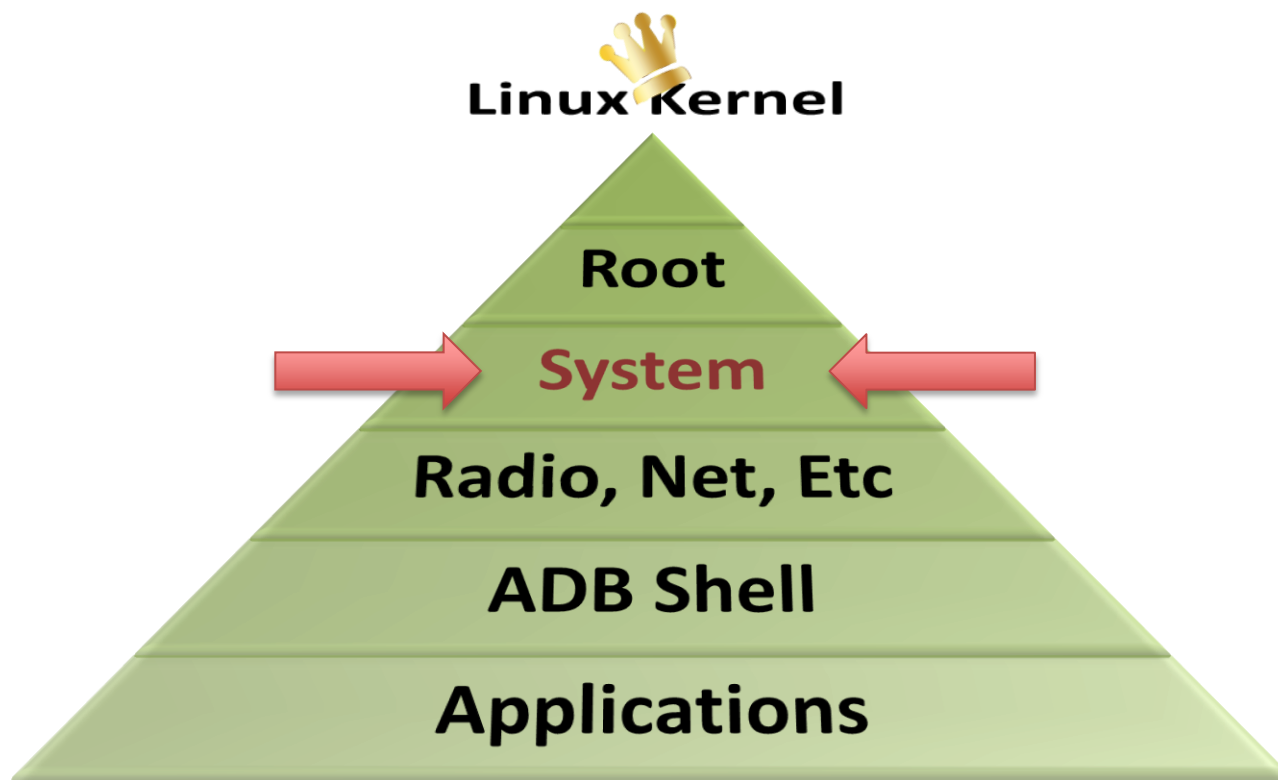 Linux Kernel
Root
System
Radio, Net, Etc
ADB Shell
Applications